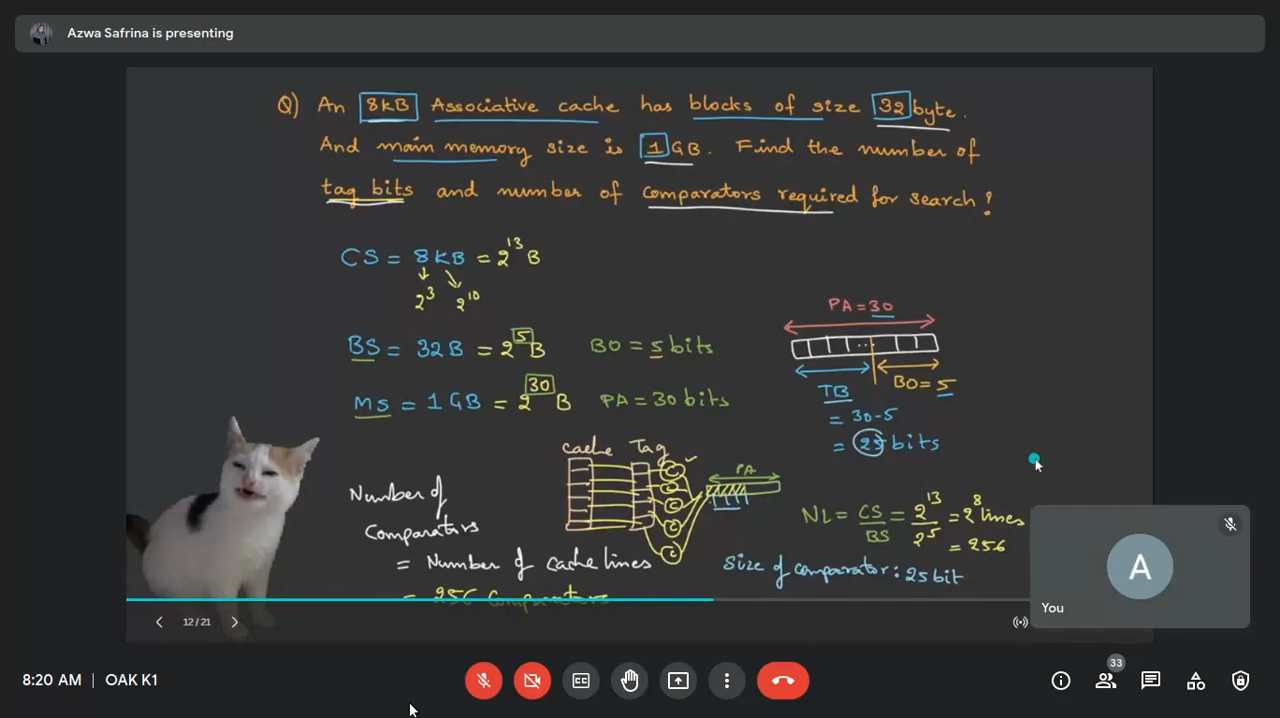 Azwa Safrina is presenting
Q) An 8KB Associative cache has blocks of size 32 byte.
And main memory size is 1 GB. Find the number of
tag bits and number of comparators required for search?
CS = 8KB = 2^13 B
2^3 2^10
BS = 32B = 2^5 B BO = 5 bits
MS = 1GB = 2^30 B PA = 30 bits
PA = 30
...
TB BO = 5
= 30-5
= 25 bits
Cache Tag
C
C
C
C
C
PA
Number of
Comparators
= Number of cache lines
= 256 Comparators
NL = CS/BS = 2^13/2^5 = 2^8 lines
= 256
Size of comparator : 25 bit
12 / 21
A
You
8:20 AM | OAK K1
CC
33